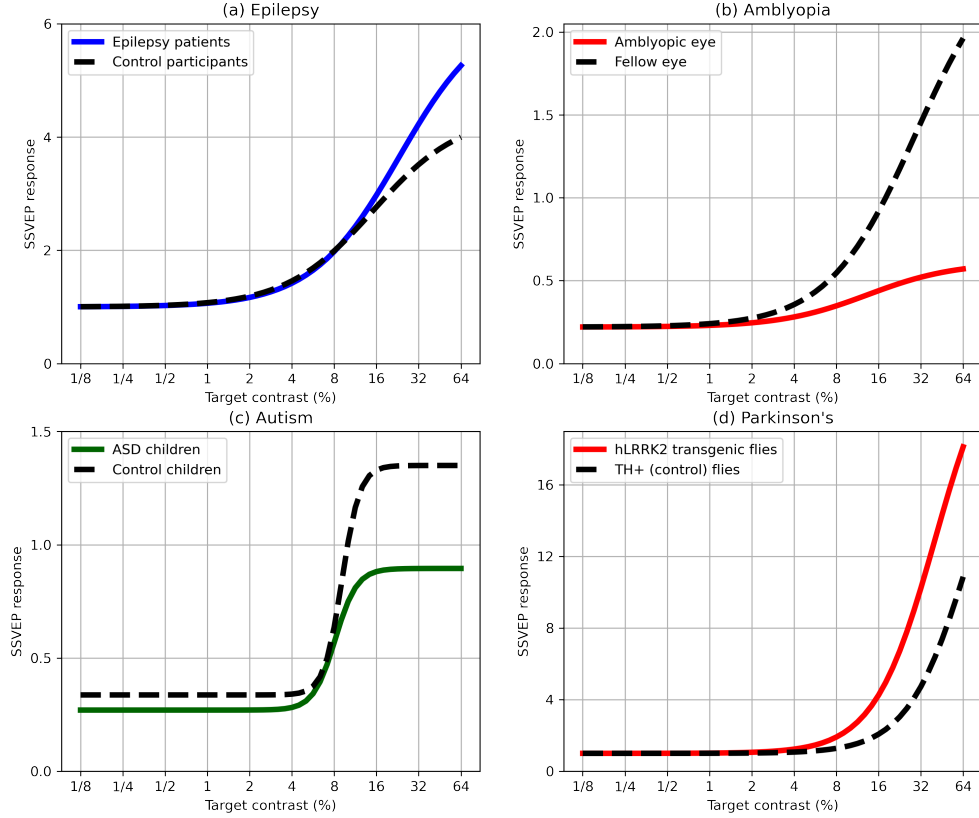 (a) Epilepsy
6
4
2
0
SSVEP response
Epilepsy patients
Control participants
1/8 1/4 1/2 1 2 4 8 16 32 64
Target contrast (%)
(b) Amblyopia
2.0
1.5
1.0
0.5
0.0
SSVEP response
Amblyopic eye
Fellow eye
1/8 1/4 1/2 1 2 4 8 16 32 64
Target contrast (%)
(c) Autism
1.5
1.0
0.5
0.0
SSVEP response
ASD children
Control children
1/8 1/4 1/2 1 2 4 8 16 32 64
Target contrast (%)
(d) Parkinson's
16
12
8
4
0
SSVEP response
hLRRK2 transgenic flies
TH+ (control) flies
1/8 1/4 1/2 1 2 4 8 16 32 64
Target contrast (%)